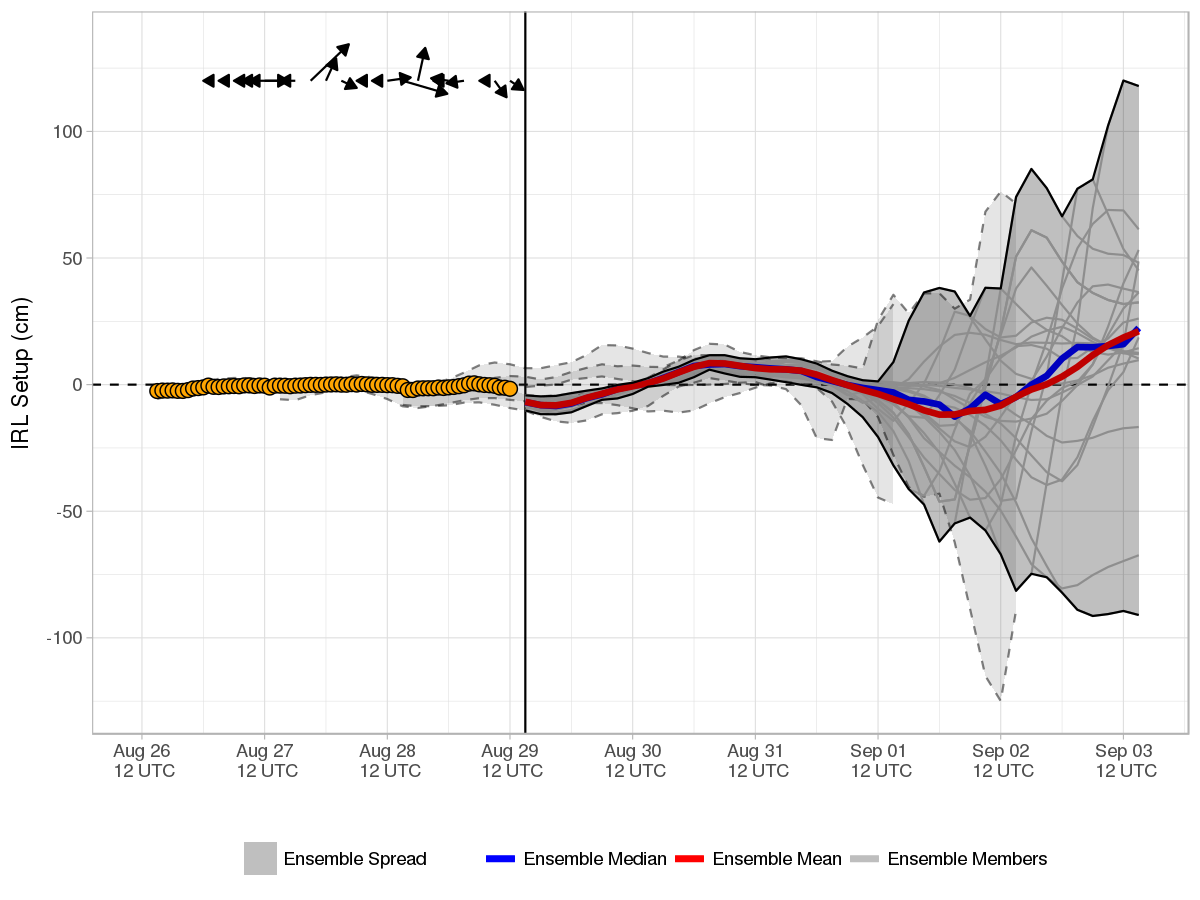 IRL Setup (cm)
100
50
0
-50
-100
Aug 26 Aug 27 Aug 28 Aug 29 Aug 30 Aug 31 Sep 01 Sep 02 Sep 03
12 UTC 12 UTC 12 UTC 12 UTC 12 UTC 12 UTC 12 UTC 12 UTC 12 UTC
Ensemble Spread Ensemble Median Ensemble Mean Ensemble Members